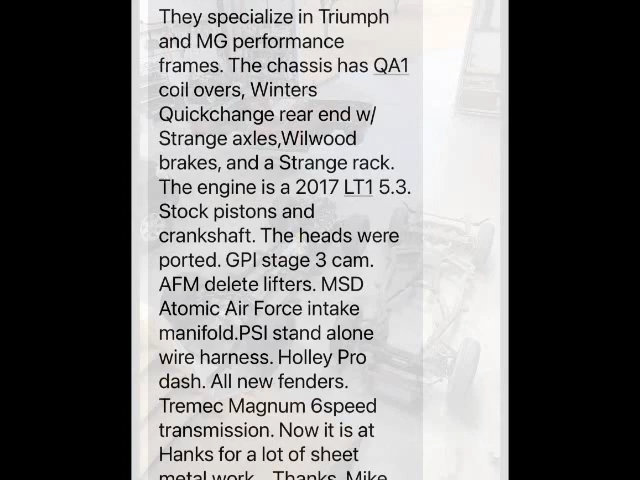 They specialize in Triumph
and MG performance
frames. The chassis has QA1
coil overs, Winters
Quickchange rear end w/
Strange axles,Wilwood
brakes, and a Strange rack.
The engine is a 2017 LT1 5.3.
Stock pistons and
crankshaft. The heads were
ported. GPI stage 3 cam.
AFM delete lifters. MSD
Atomic Air Force intake
manifold.PSI stand alone
wire harness. Holley Pro
dash. All new fenders.
Tremec Magnum 6speed
transmission. Now it is at
Hanks for a lot of sheet
metal work... Thanks, Mike